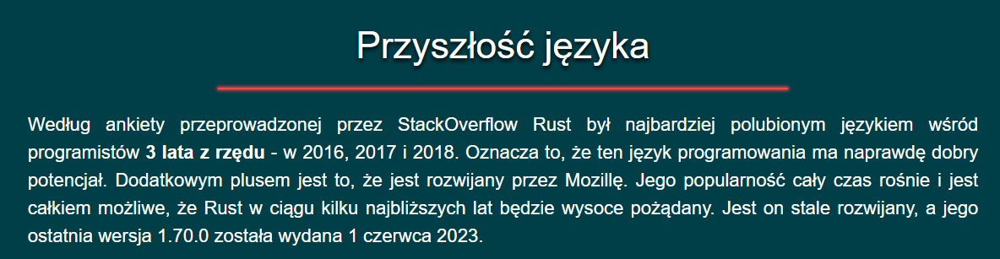 Przyszłość języka
Według ankiety przeprowadzonej przez StackOverflow Rust był najbardziej polubionym językiem wśród
programistów 3 lata z rzędu - w 2016, 2017 i 2018. Oznacza to, że ten język programowania ma naprawdę dobry
potencjał. Dodatkowym plusem jest to, że jest rozwijany przez Mozillę. Jego popularność cały czas rośnie i jest
całkiem możliwe, że Rust w ciągu kilku najbliższych lat będzie wysoce pożądany. Jest on stale rozwijany, a jego
ostatnia wersja 1.70.0 została wydana 1 czerwca 2023.